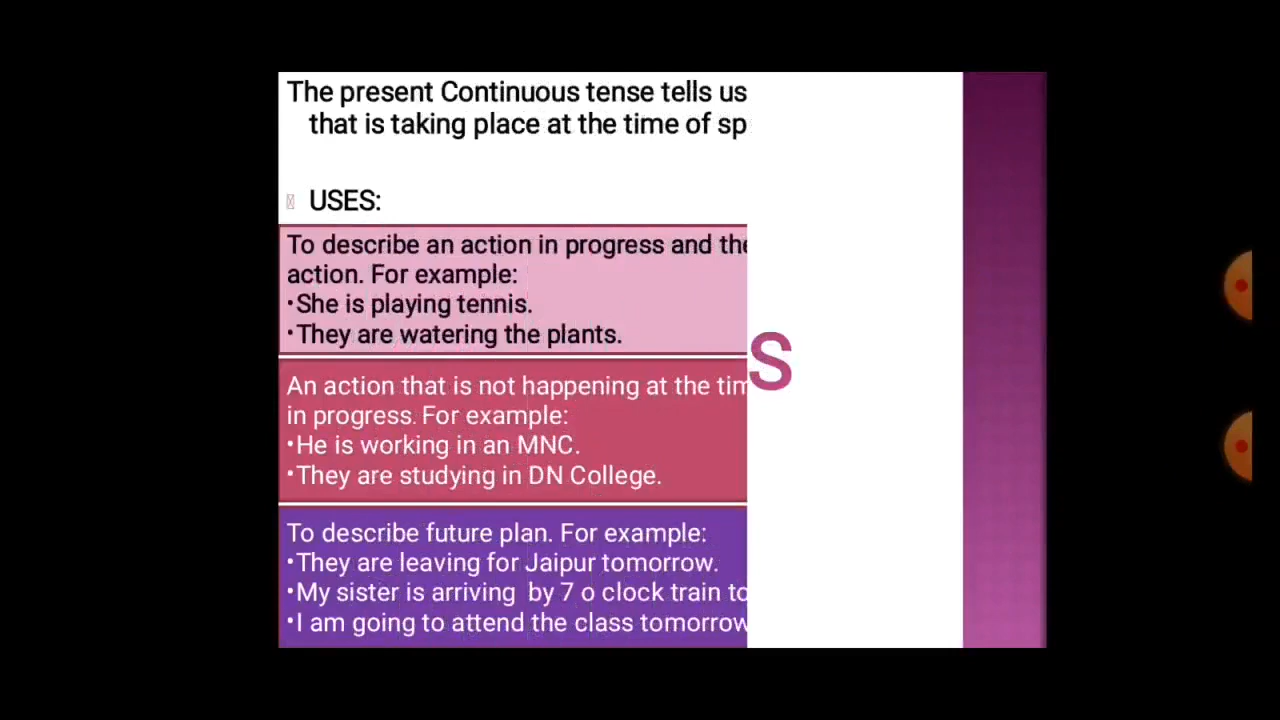 The present Continuous tense tells us
that is taking place at the time of
USES:
To describe an action in progress and
action. For example:
•She is playing tennis.
•They are watering the plants.
S
An action that is not happening at the
in progress. For example:
•He is working in an MNC.
•They are studying in DN College.
To describe future plan. For example:
•They are leaving for Jaipur tomorrow.
•My sister is arriving by 7 o clock train
•I am going to attend the class tomorrow